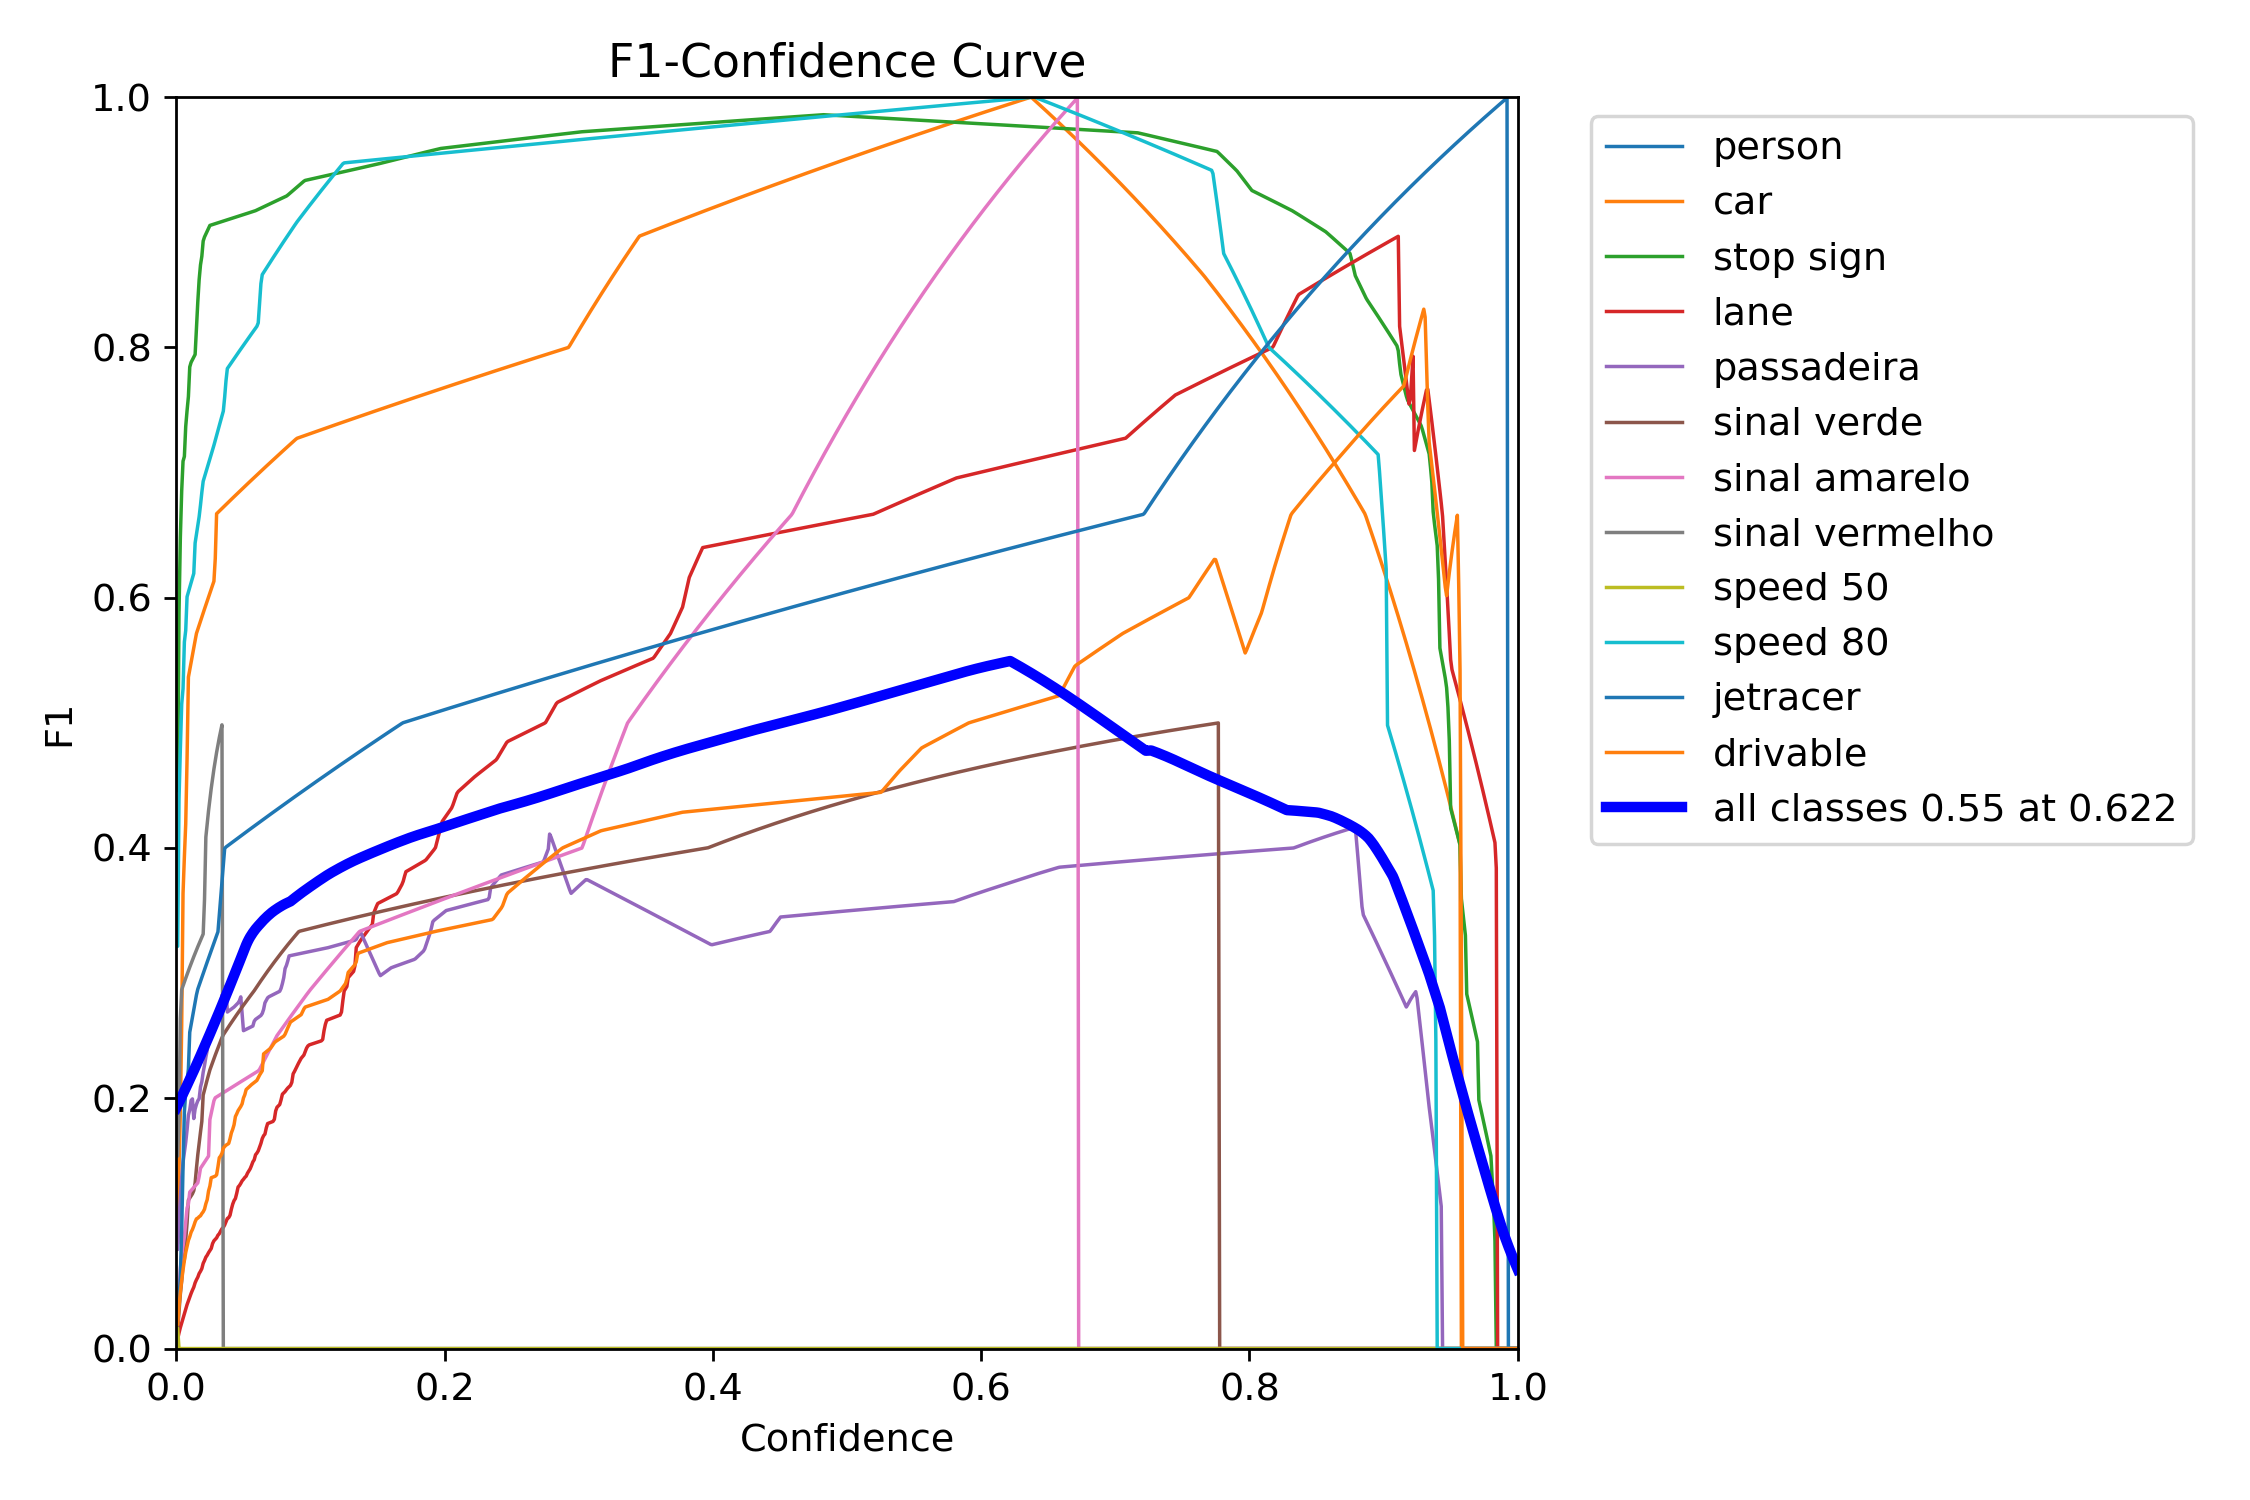 F1-Confidence Curve
1.0
0.8
0.6
0.4
0.2
0.0
F1
0.0 0.2 0.4 0.6 0.8 1.0
Confidence
person
car
stop sign
lane
passadeira
sinal verde
sinal amarelo
sinal vermelho
speed 50
speed 80
jetracer
drivable
all classes 0.55 at 0.622